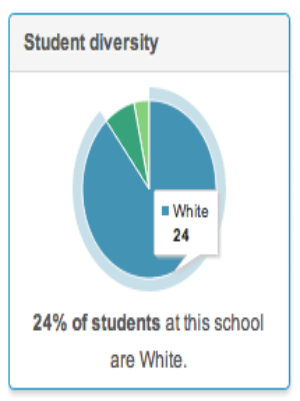 Student diversity
White
24
24% of students at this school
are White.